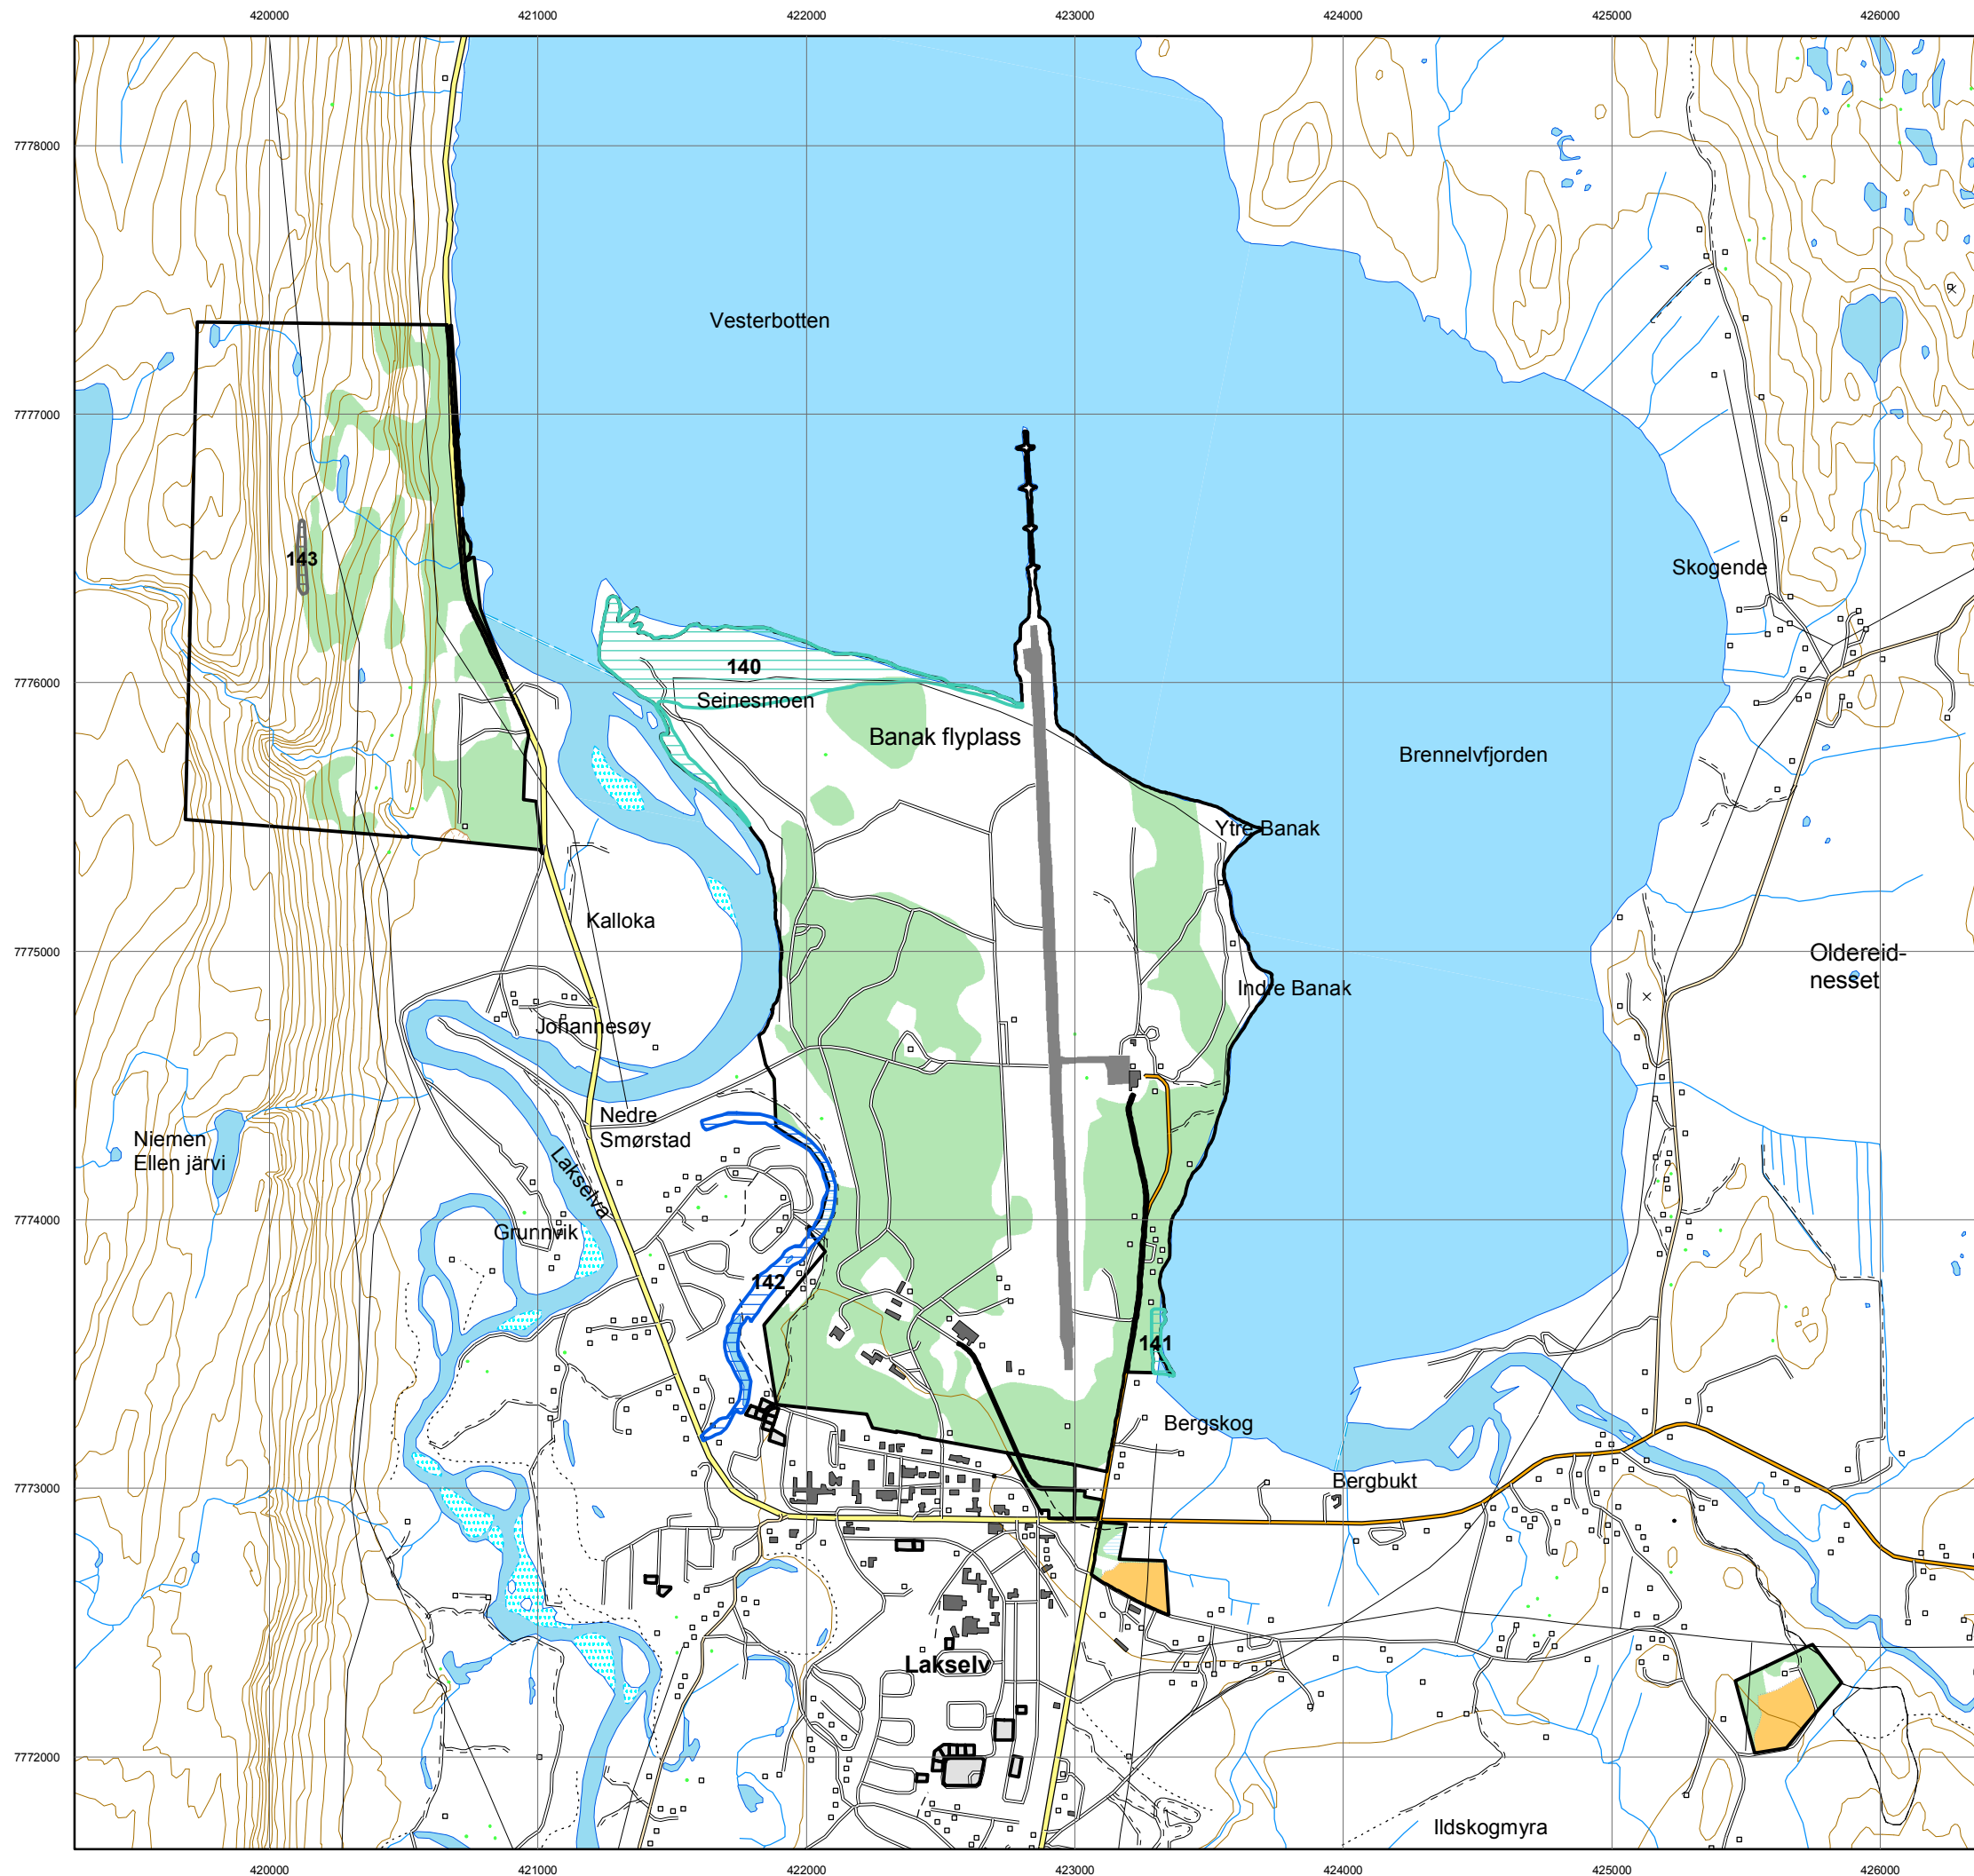 420000 421000 422000 423000 424000 425000 426000
7778000
Vesterbotten
7777000
143
Skogende
140
7776000
Seinesmoen
Banak flyplass
Brennelvfjorden
Ytre Banak
Kalloka
7775000
Oldereid-
nesset
Indre Banak
Johannesøy
Nedre
Smørstad
Niemen
Ellen järvi
Lakselva
7774000
Grunnvik
142
141
Bergskog
7773000
Bergbukt
Lakselv
7772000
Ildskogmyra
420000 421000 422000 423000 424000 425000 426000